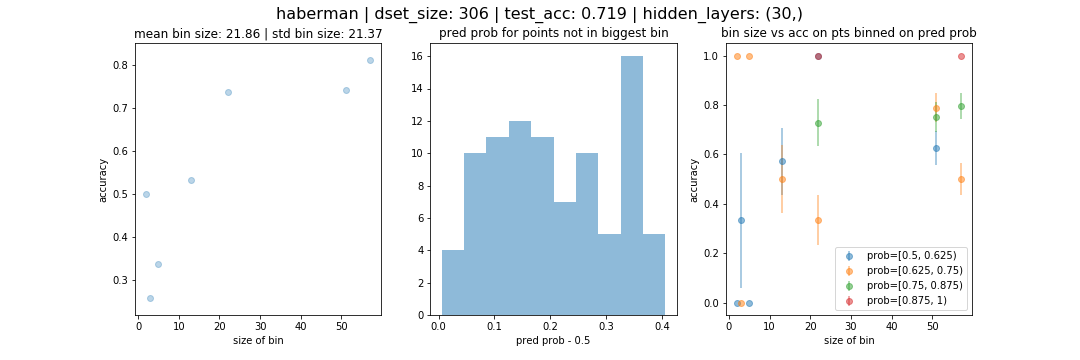 haberman | dset_size: 306 | test_acc: 0.719 | hidden_layers: (30,)
mean bin size: 21.86 | std bin size: 21.37
accuracy
0.8
0.7
0.6
0.5
0.4
0.3
0
10
20
30
40
50
size of bin
pred prob for points not in biggest bin
16
14
12
10
8
6
4
2
0
0.0
0.1
0.2
0.3
0.4
pred prob - 0.5
bin size vs acc on pts binned on pred prob
accuracy
1.0
0.8
0.6
0.4
0.2
0.0
prob=[0.5, 0.625)
prob=[0.625, 0.75)
prob=[0.75, 0.875)
prob=[0.875, 1)
0
10
20
30
40
50
size of bin